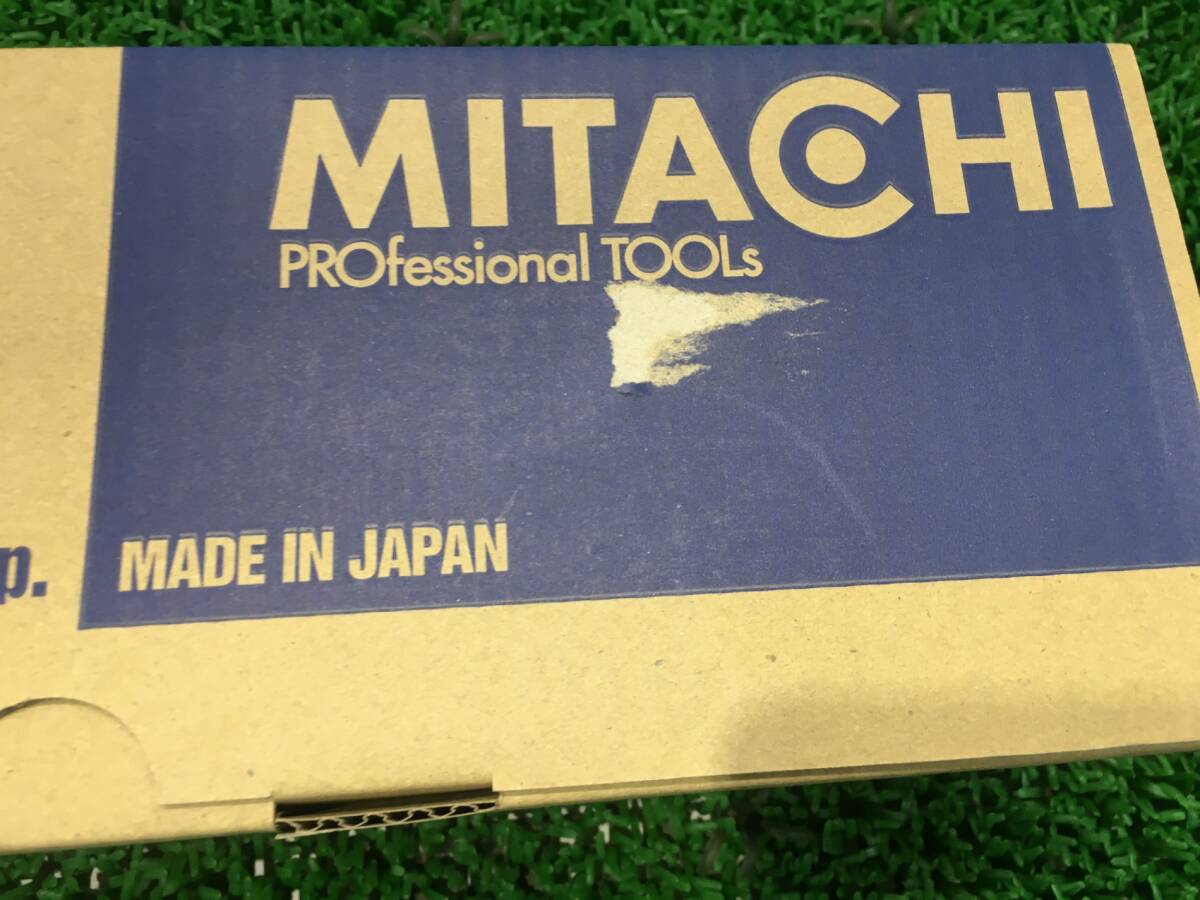 MITACHI
PROfessional TOOLs
p.
MADE IN JAPAN